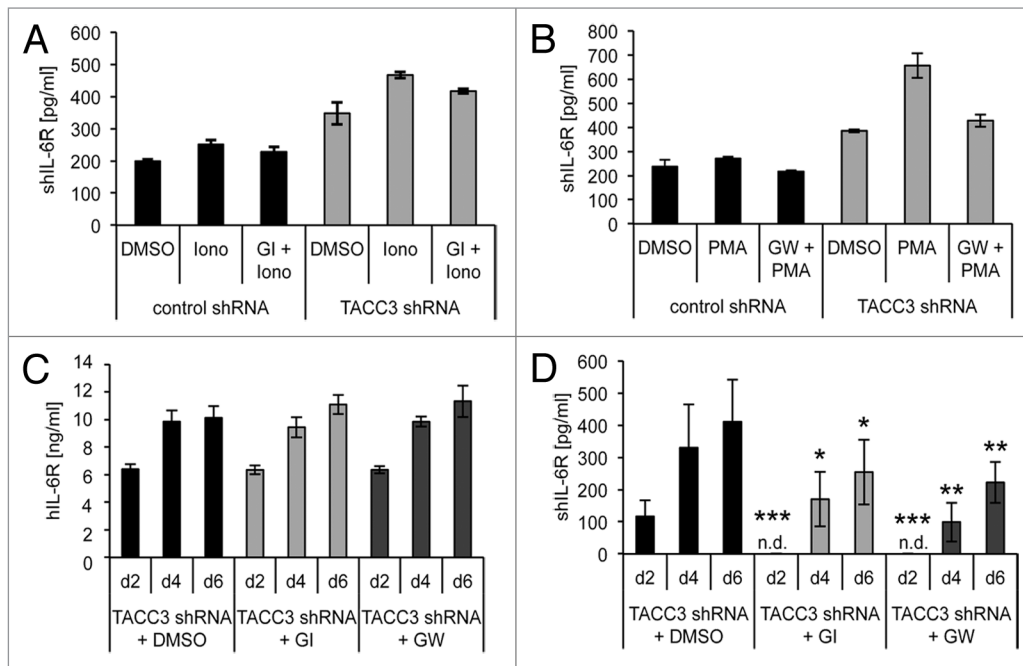 A
shIL-6R [pg/ml]
600
500
400
300
200
100
0
DMSO Iono GI + Iono DMSO Iono GI + Iono
control shRNA TACC3 shRNA
B
shIL-6R [pg/ml]
800
700
600
500
400
300
200
100
0
DMSO PMA GW + PMA DMSO PMA GW + PMA
control shRNA TACC3 shRNA
C
hIL-6R [ng/ml]
14
12
10
8
6
4
2
0
d2 d4 d6 d2 d4 d6 d2 d4 d6
TACC3 shRNA TACC3 shRNA TACC3 shRNA
+ DMSO + GI + GW
D
shIL-6R [pg/ml]
600
500
400
300
200
100
0
*** * * *** ** **
n.d. n.d.
d2 d4 d6 d2 d4 d6 d2 d4 d6
TACC3 shRNA TACC3 shRNA TACC3 shRNA
+ DMSO + GI + GW